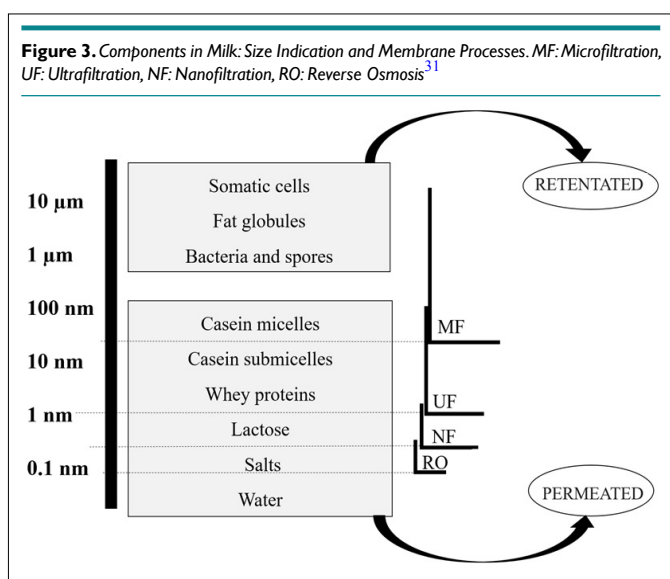 Figure 3. Components in Milk: Size Indication and Membrane Processes. MF: Microfiltration,
UF: Ultrafiltration, NF: Nanofiltration, RO: Reverse Osmosis31
10 µm
1 µm
100 nm
10 nm
1 nm
0.1 nm
Somatic cells
Fat globules
Bacteria and spores
Casein micelles
Casein submicelles
Whey proteins
Lactose
Salts
Water
MF
UF
NF
RO
RETENTATED
PERMEATED